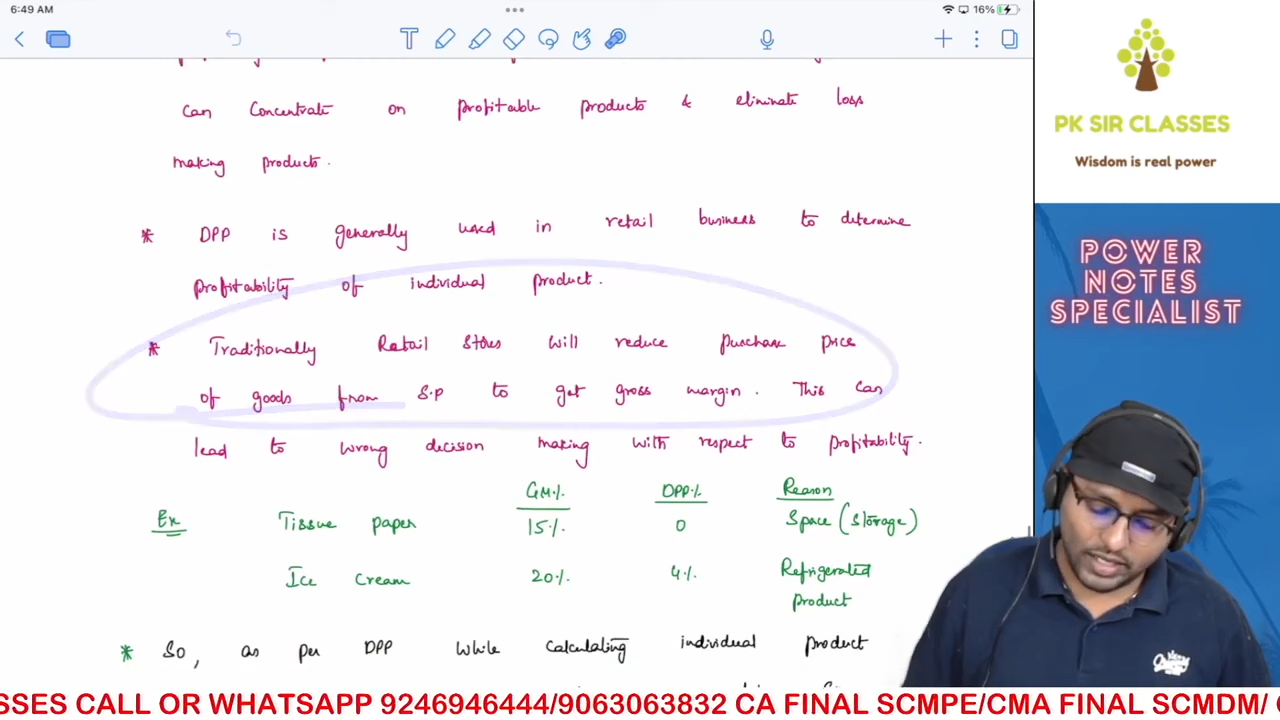 6:49 AM
16%
can Concentrate on profitable products & eliminate loss
making products.
* DPP is generally used in retail business to determine
profitability of individual product.
* Traditionally Retail stores will reduce purchase price
of goods from S.P to get gross margin. This can
lead to wrong decision making with respect to profitability.
GM% DPP% Reason
Ex Tissue paper 15% 0 Space (storage)
Ice cream 20% 4% Refrigerated
product
* So, as per DPP while calculating individual product
PK SIR CLASSES
Wisdom is real power
POWER
NOTES
SPECIALIST
SSES CALL OR WHATSAPP 9246946444/9063063832 CA FINAL SCMPE/CMA FINAL SCMDM/